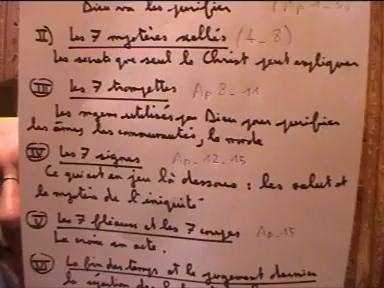 Dieu va les purifier
II) Les 7 mystères scellés (4-8)
Les secrets que seul le Christ peut expliquer
III Les 7 trompettes Ap 8-11
Les moyens utilisés par Dieu pour purifier
les âmes, les communautés, le monde
IV Les 7 signes Ap 12-15
Ce qui est en jeu là dessous : les salut et
le mystère de l'iniquité
V Les 7 fléaux et les 7 coupes Ap 15
La croix en acte.
VI La fin des temps et le jugement dernier
la